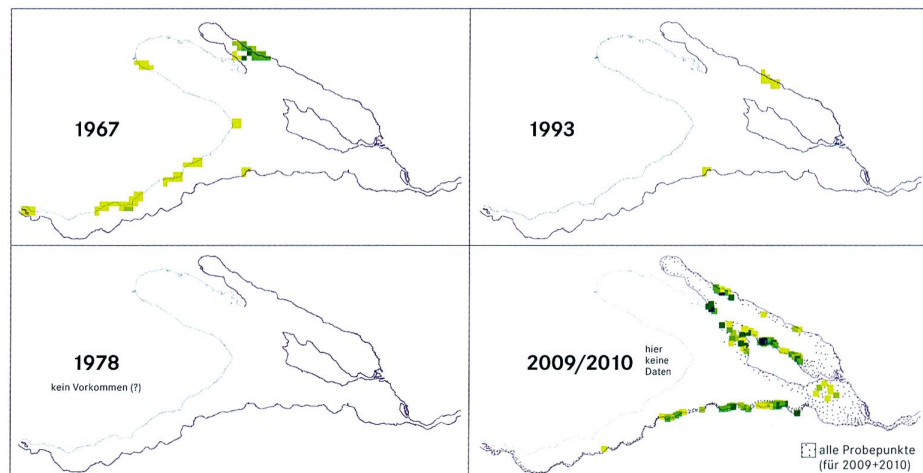 1967
1993
1978
kein Vorkommen (?)
2009/2010
hier
keine
Daten
alle Probepunkte
(für 2009+2010)